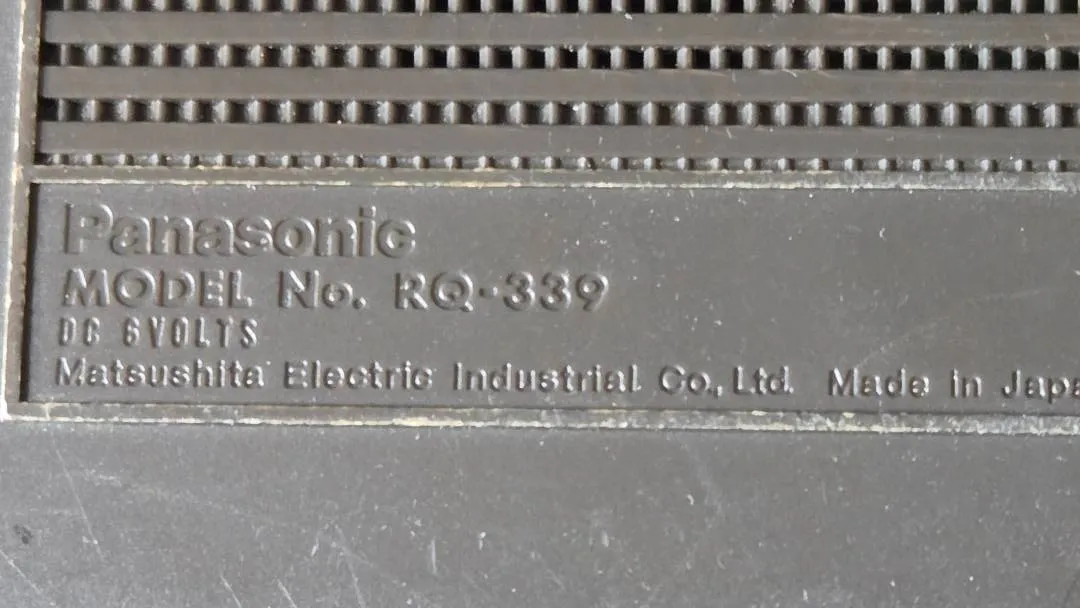 Panasonic
MODEL No. RQ-339
DC 6VOLTS
Matsushita Electric Industrial Co., Ltd. Made in Japa